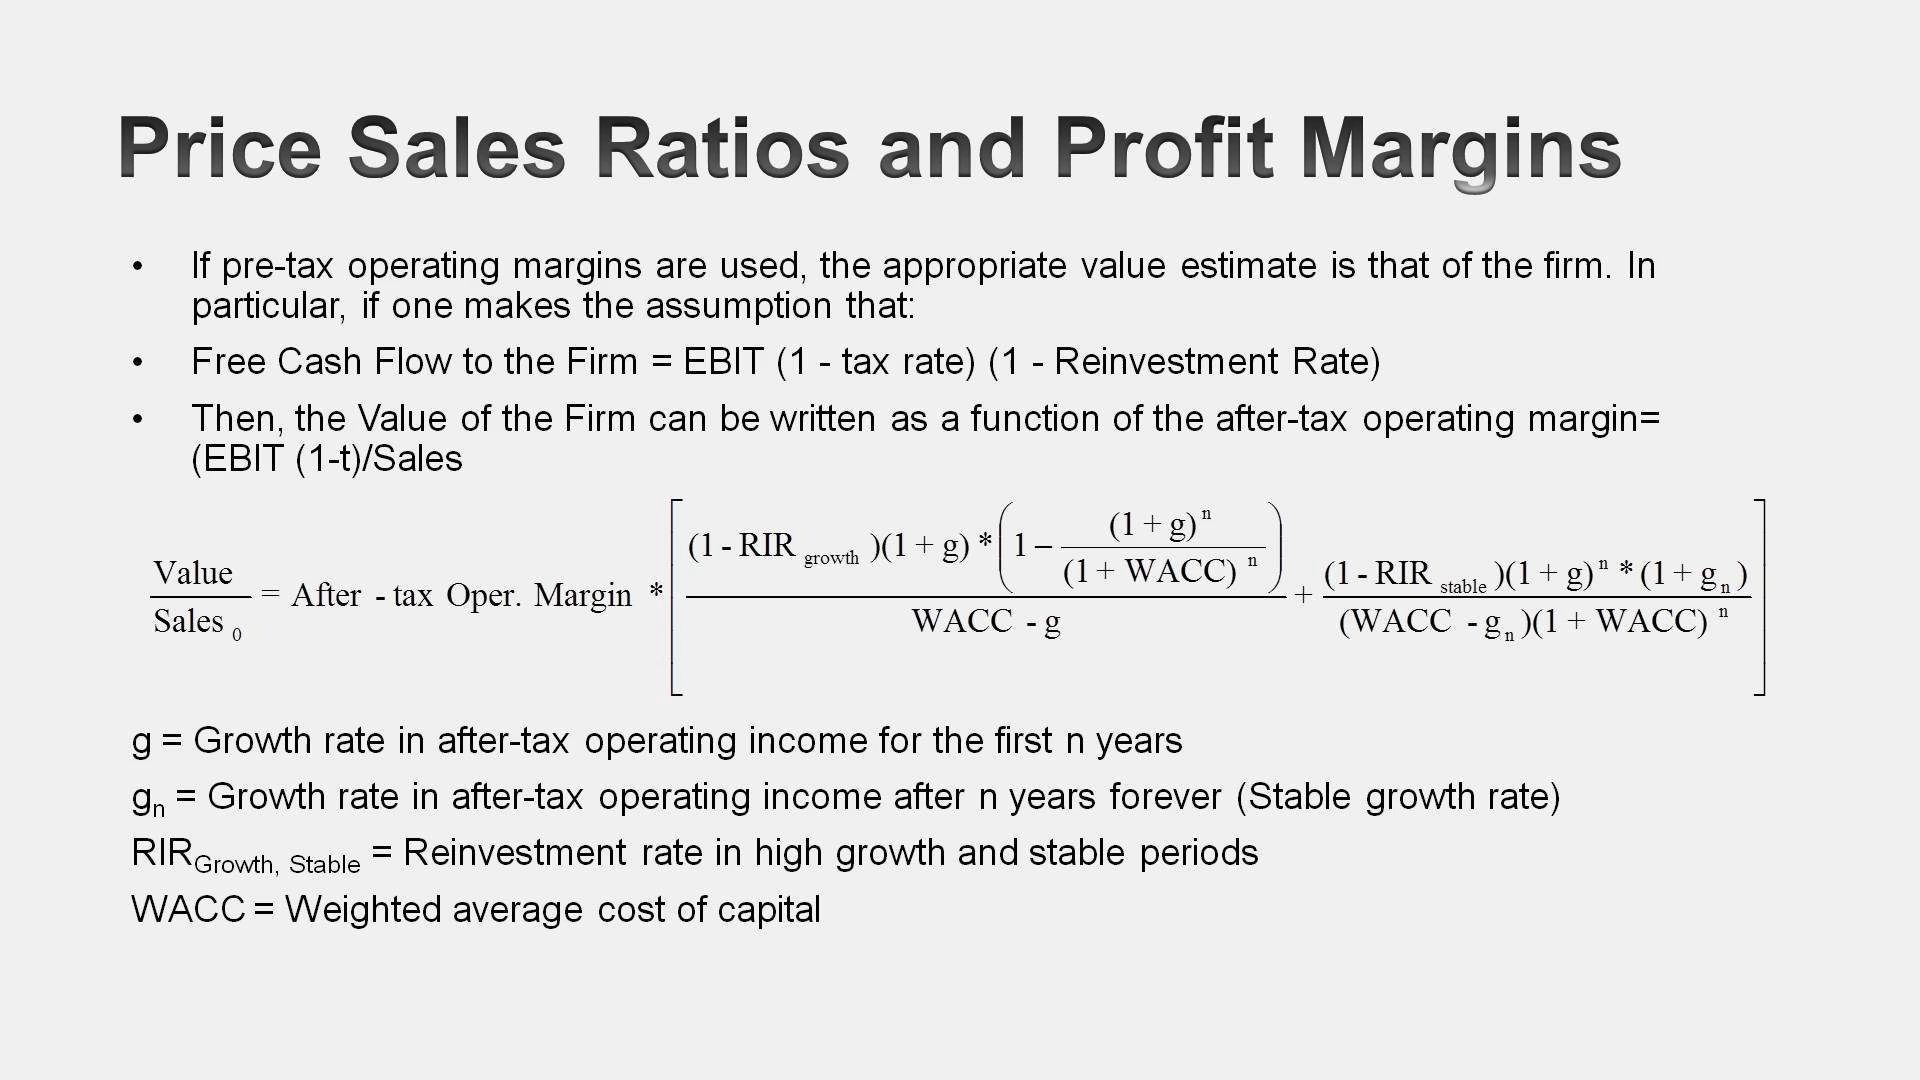 Price Sales Ratios and Profit Margins
• If pre-tax operating margins are used, the appropriate value estimate is that of the firm. In
particular, if one makes the assumption that:
• Free Cash Flow to the Firm = EBIT (1 - tax rate) (1 - Reinvestment Rate)
• Then, the Value of the Firm can be written as a function of the after-tax operating margin=
(EBIT (1-t)/Sales
Value / Sales 0 = After - tax Oper. Margin * [ (1 - RIR growth )(1 + g) * ( 1 − (1 + g)^n / (1 + WACC)^n ) / WACC - g + (1 - RIR stable )(1 + g)^n * (1 + g n ) / (WACC - g n )(1 + WACC)^n ]
g = Growth rate in after-tax operating income for the first n years
gn = Growth rate in after-tax operating income after n years forever (Stable growth rate)
RIRGrowth, Stable = Reinvestment rate in high growth and stable periods
WACC = Weighted average cost of capital